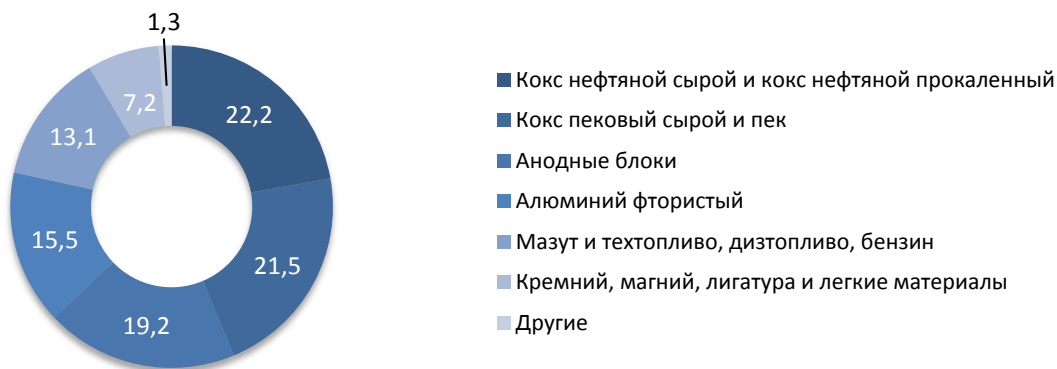 1,3
22,2
21,5
19,2
15,5
13,1
7,2
Кокс нефтяной сырой и кокс нефтяной прокаленный
Кокс пековый сырой и пек
Анодные блоки
Алюминий фтористый
Мазут и техтопливо, дизтопливо, бензин
Кремний, магний, лигатура и легкие материалы
Другие